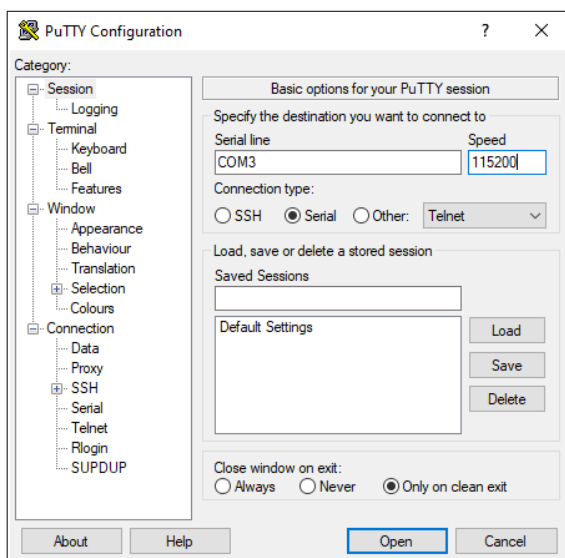 PuTTY Configuration
?
Category:
Session
Logging
Terminal
Keyboard
Bell
Features
Window
Appearance
Behaviour
Translation
Selection
Colours
Connection
Data
Proxy
SSH
Serial
Telnet
Rlogin
SUPDUP
Basic options for your PuTTY session
Specify the destination you want to connect to
Serial line Speed
COM3 115200
Connection type:
SSH Serial Other: Telnet
Load, save or delete a stored session
Saved Sessions
Default Settings
Load
Save
Delete
Close window on exit:
Always Never Only on clean exit
About Help Open Cancel